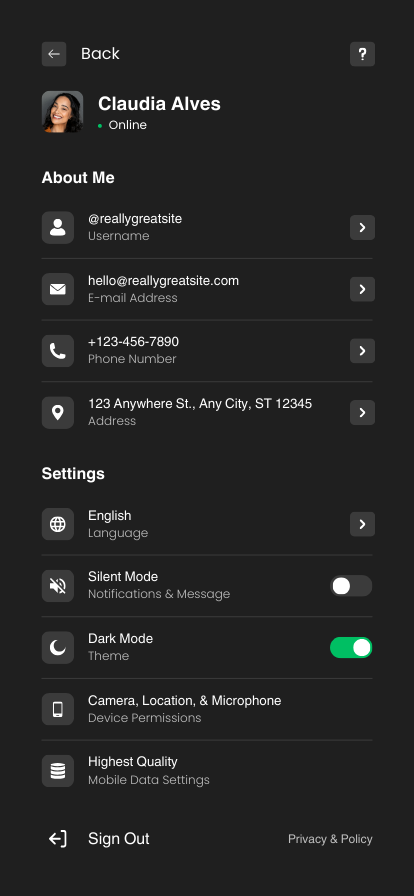 Back
?
Claudia Alves
Online
About Me
@reallygreatsite
Username
hello@reallygreatsite.com
E-mail Address
+123-456-7890
Phone Number
123 Anywhere St., Any City, ST 12345
Address
Settings
English
Language
Silent Mode
Notifications & Message
Dark Mode
Theme
Camera, Location, & Microphone
Device Permissions
Highest Quality
Mobile Data Settings
Sign Out
Privacy & Policy